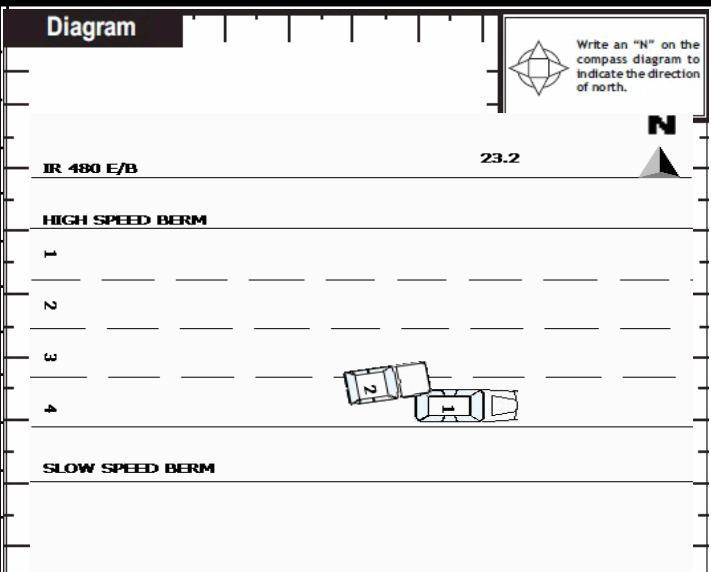 Diagram
Write an “N” on the
compass diagram to
indicate the direction
of north.
N
IR 480 E/B
23.2
HIGH SPEED BERM
1
2
3
4
2
1
SLOW SPEED BERM